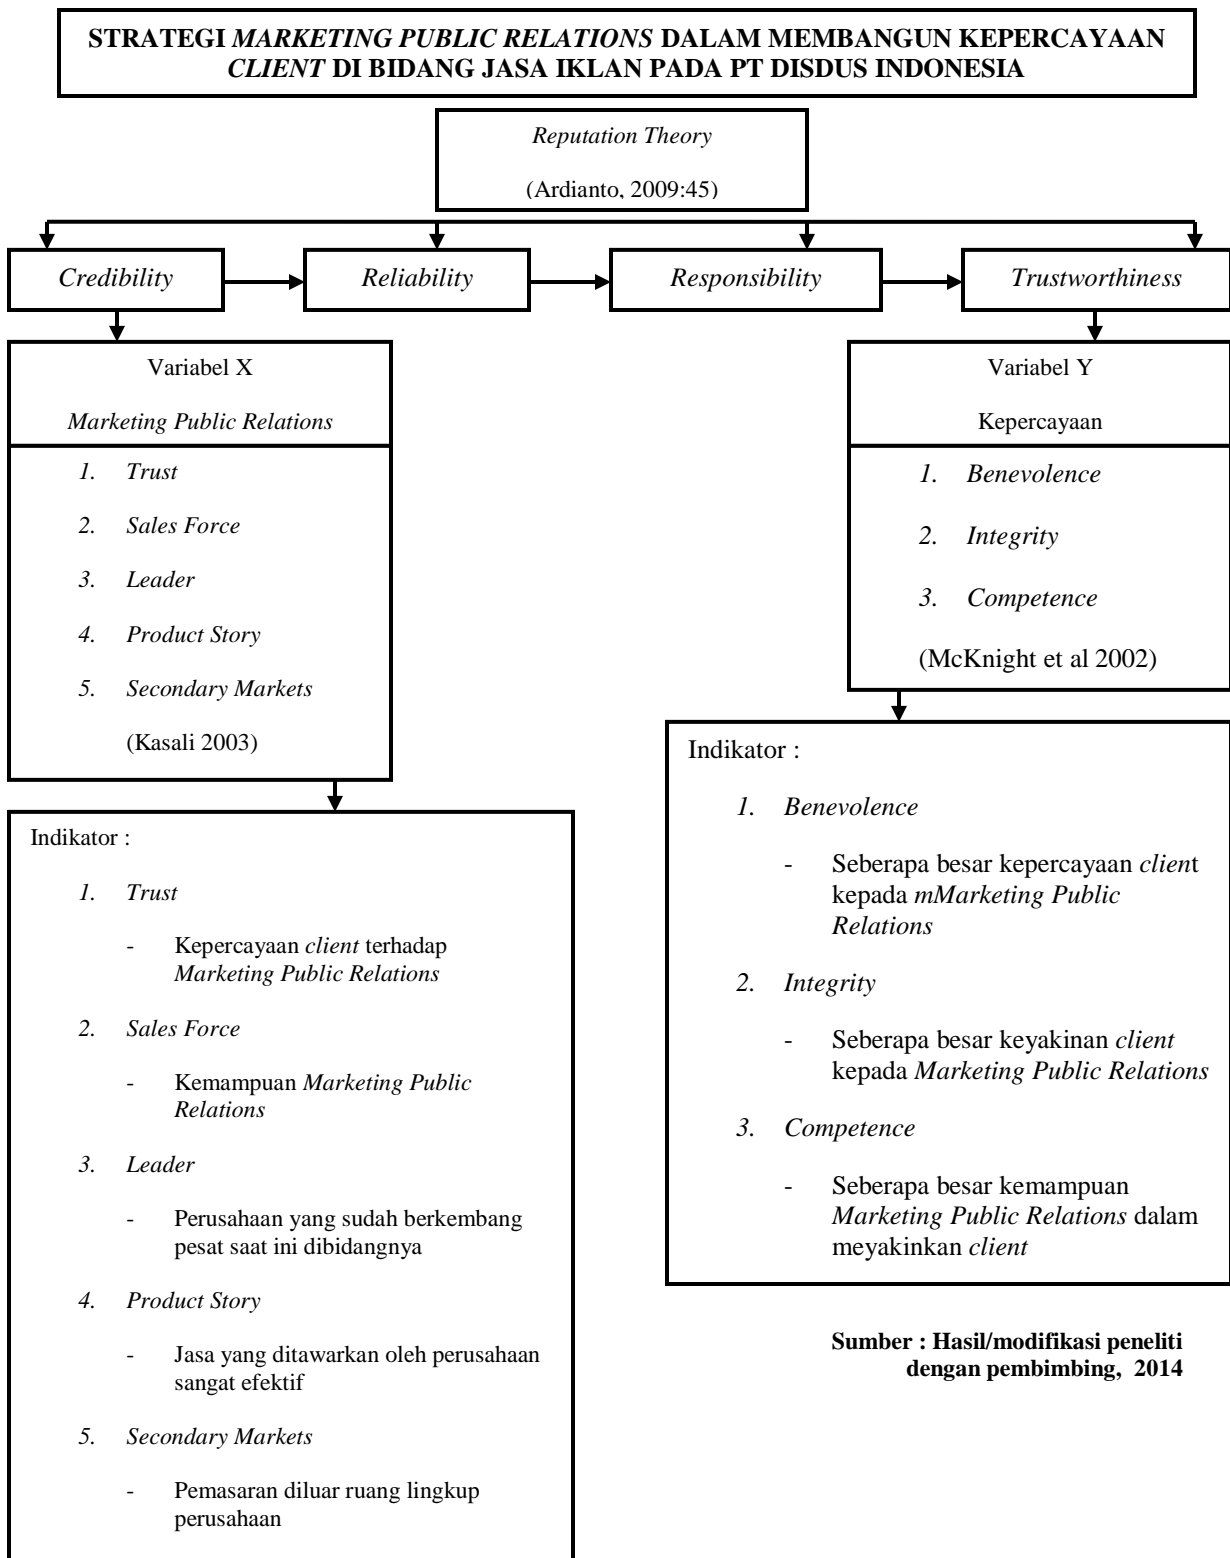 STRATEGI MARKETING PUBLIC RELATIONS DALAM MEMBANGUN KEPERCAYAAN
CLIENT DI BIDANG JASA IKLAN PADA PT DISDUS INDONESIA
Reputation Theory
(Ardianto, 2009:45)
Credibility
Reliability
Responsibility
Trustworthiness
Variabel X
Marketing Public Relations
1. Trust
2. Sales Force
3. Leader
4. Product Story
5. Secondary Markets
(Kasali 2003)
Variabel Y
Kepercayaan
1. Benevolence
2. Integrity
3. Competence
(McKnight et al 2002)
Indikator :
1. Trust
- Kepercayaan client terhadap
Marketing Public Relations
2. Sales Force
- Kemampuan Marketing Public
Relations
3. Leader
- Perusahaan yang sudah berkembang
pesat saat ini dibidangnya
4. Product Story
- Jasa yang ditawarkan oleh perusahaan
sangat efektif
5. Secondary Markets
- Pemasaran diluar ruang lingkup
perusahaan
Indikator :
1. Benevolence
- Seberapa besar kepercayaan client
kepada mMarketing Public
Relations
2. Integrity
- Seberapa besar keyakinan client
kepada Marketing Public Relations
3. Competence
- Seberapa besar kemampuan
Marketing Public Relations dalam
meyakinkan client
Sumber : Hasil/modifikasi peneliti
dengan pembimbing, 2014